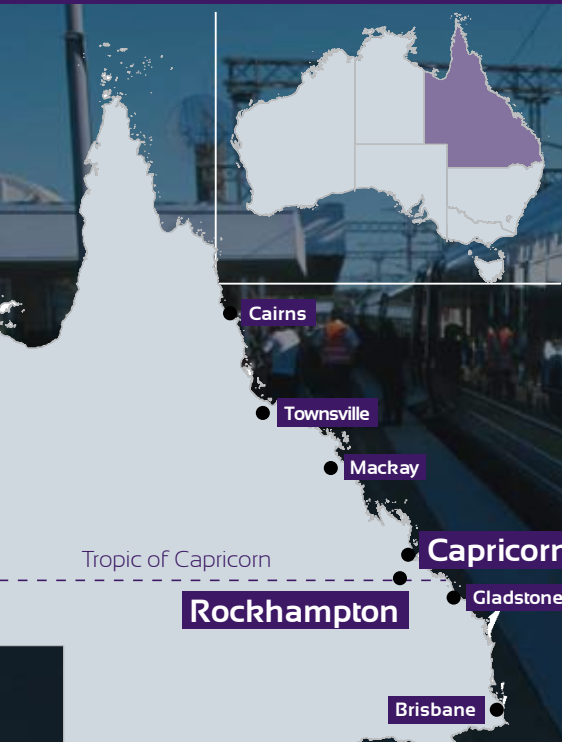 Cairns
Townsville
Mackay
Capricorn
Tropic of Capricorn
Gladstone
Rockhampton
Brisbane